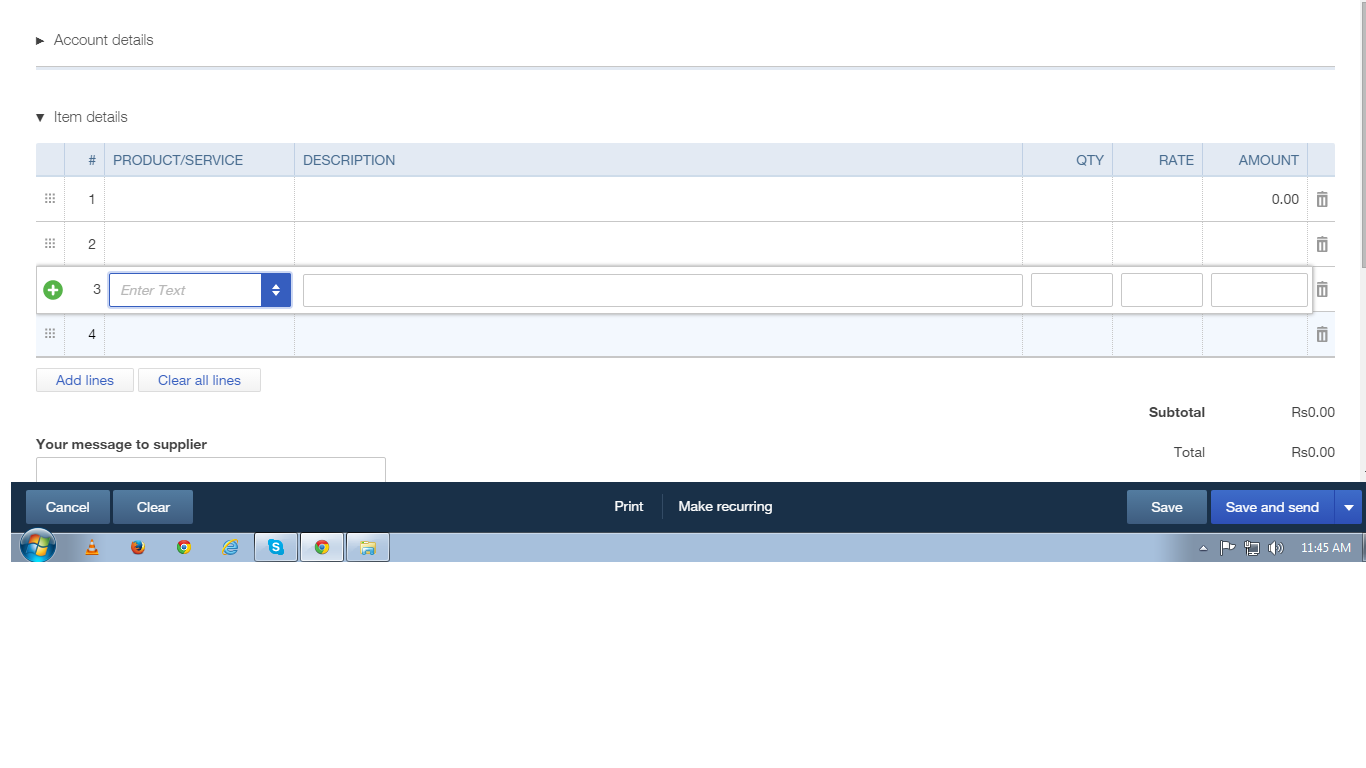 Account details
Item details
# PRODUCT/SERVICE DESCRIPTION QTY RATE AMOUNT
1 0.00
2
3 Enter Text
4
Add lines Clear all lines
Subtotal Rs0.00
Your message to supplier
Total Rs0.00
Cancel Clear Print Make recurring Save Save and send
11:45 AM